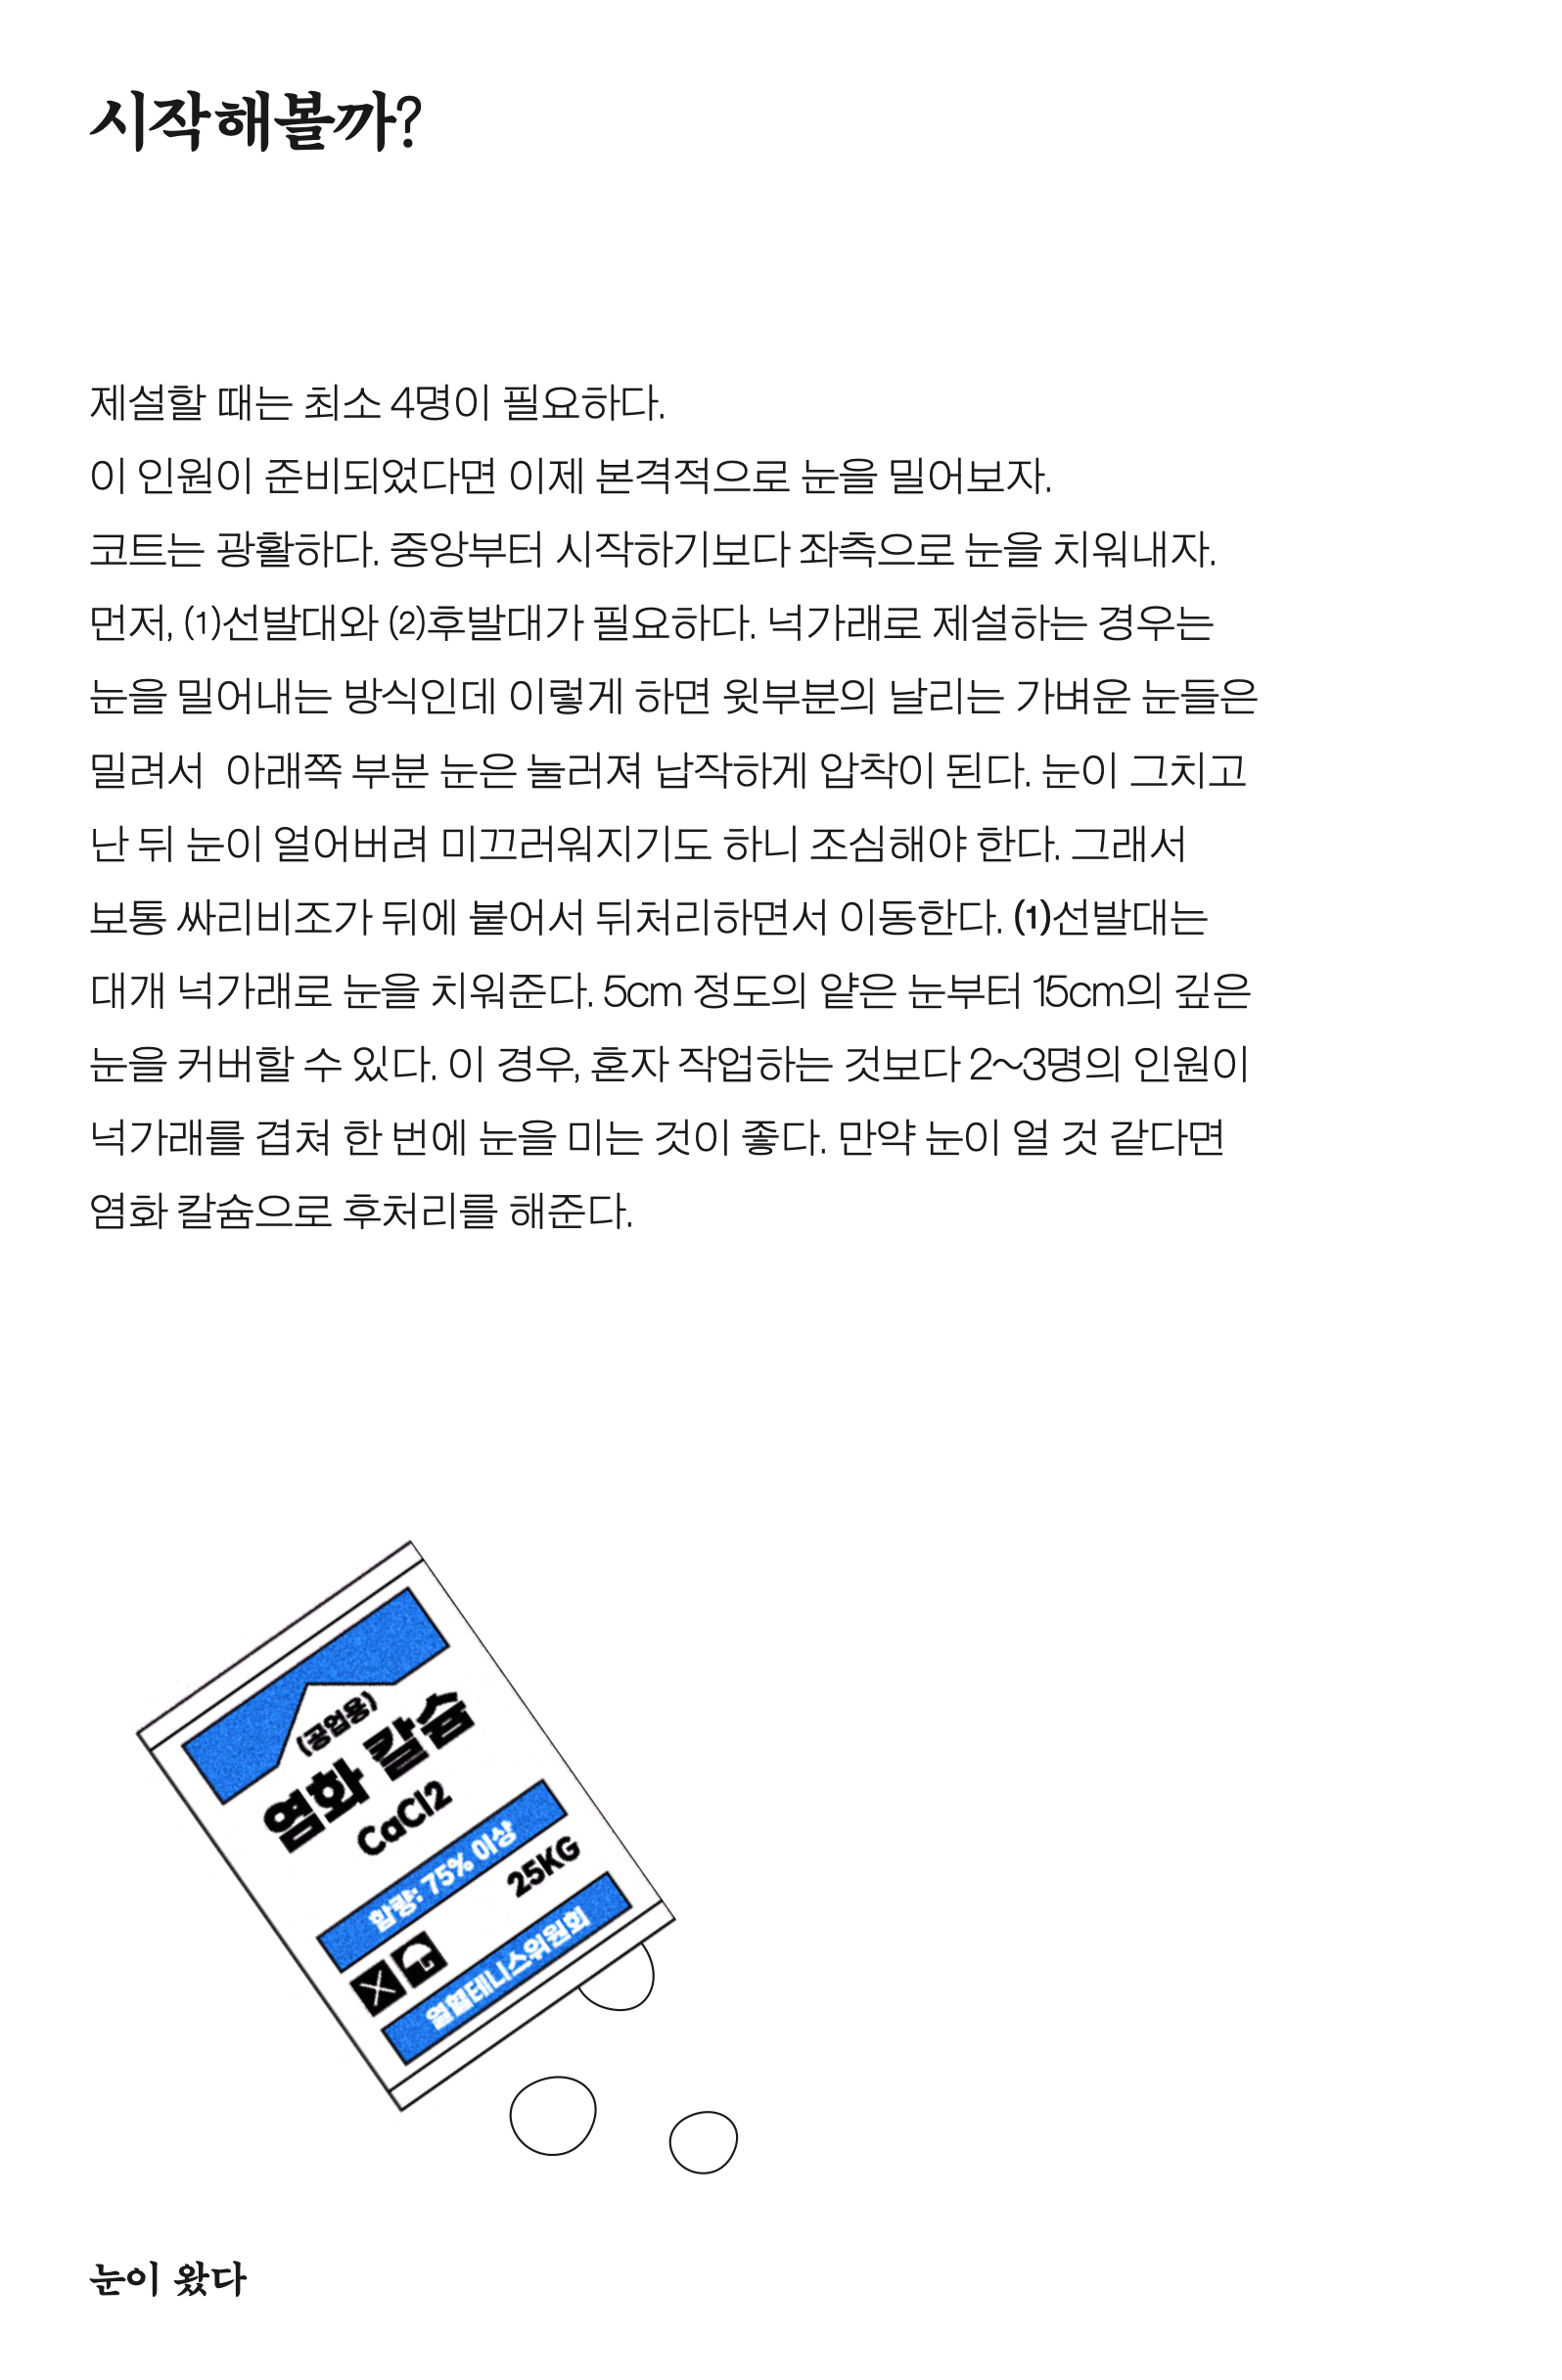 시작해볼까?
제설할 때는 최소 4명이 필요하다.
이 인원이 준비되었다면 이제 본격적으로 눈을 밀어보자.
코트는 광활하다. 중앙부터 시작하기보다 좌측으로 눈을 치워내자.
먼저, (1)선발대와 (2)후발대가 필요하다. 넉가래로 제설하는 경우는
눈을 밀어내는 방식인데 이렇게 하면 윗부분의 날리는 가벼운 눈들은
밀려서 아래쪽 부분 눈은 눌러져 납작하게 압착이 된다. 눈이 그치고
난 뒤 눈이 얼어버려 미끄러워지기도 하니 조심해야 한다. 그래서
보통 싸리비조가 뒤에 붙어서 뒤처리하면서 이동한다. (1)선발대는
대개 넉가래로 눈을 치워준다. 5cm 정도의 얕은 눈부터 15cm의 깊은
눈을 커버할 수 있다. 이 경우, 혼자 작업하는 것보다 2~3명의 인원이
넉가래를 겹쳐 한 번에 눈을 미는 것이 좋다. 만약 눈이 얼 것 같다면
염화 칼슘으로 후처리를 해준다.
(공업용)
염화 칼슘
CaCl2
함량: 75% 이상
25KG
열혈테니스위원회
눈이 왔다